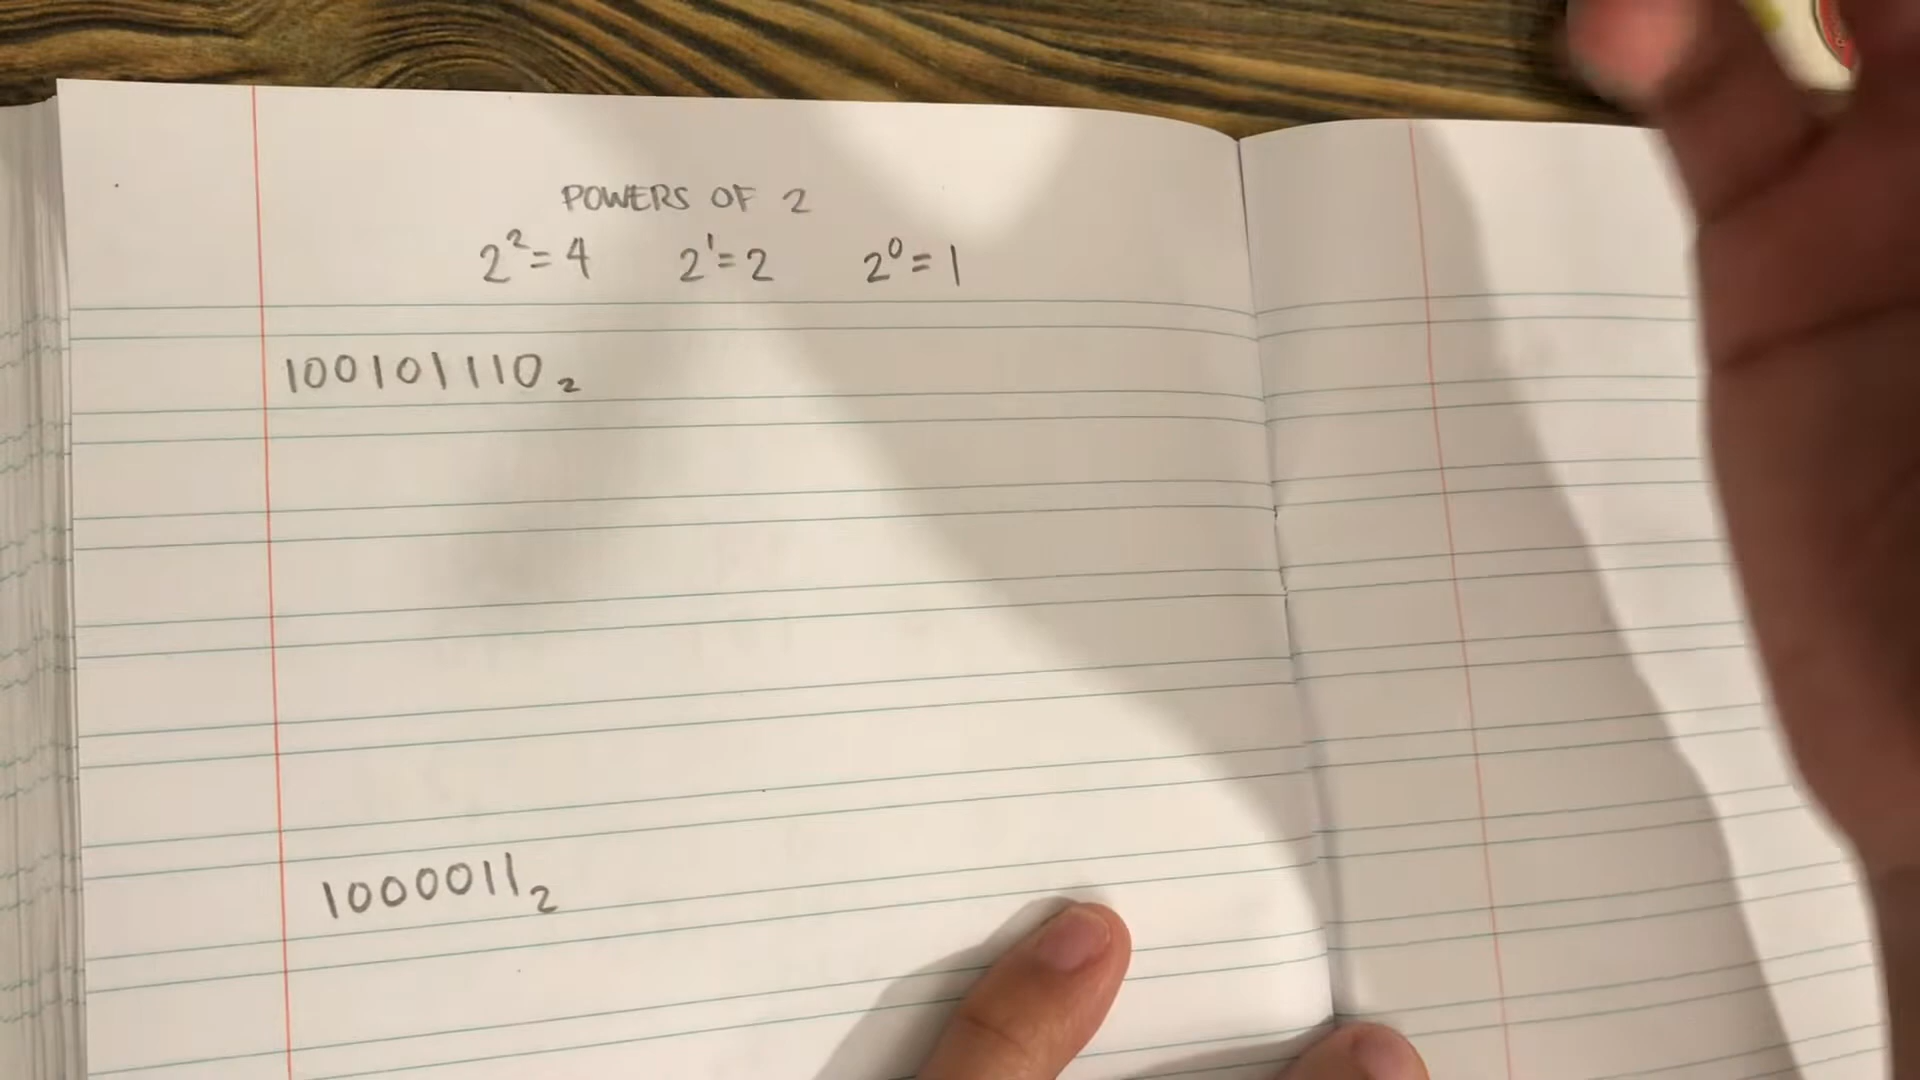 POWERS OF 2
2² = 4 2¹ = 2 2⁰ = 1
100101110₂
1000011₂